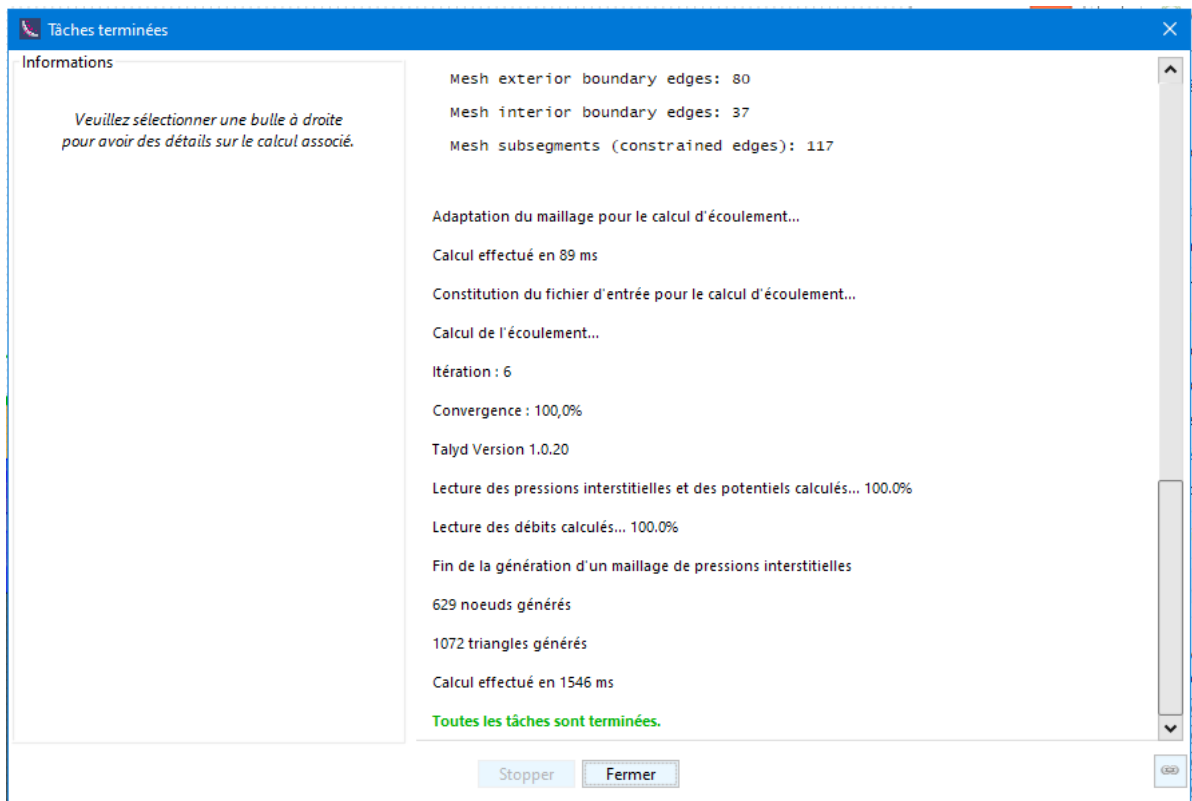 Tâches terminées
Informations
Veuillez sélectionner une bulle à droite
pour avoir des détails sur le calcul associé.
Mesh exterior boundary edges: 80
Mesh interior boundary edges: 37
Mesh subsegments (constrained edges): 117
Adaptation du maillage pour le calcul d'écoulement...
Calcul effectué en 89 ms
Constitution du fichier d'entrée pour le calcul d'écoulement...
Calcul de l'écoulement...
Itération : 6
Convergence : 100,0%
Talyd Version 1.0.20
Lecture des pressions interstitielles et des potentiels calculés... 100.0%
Lecture des débits calculés... 100.0%
Fin de la génération d'un maillage de pressions interstitielles
629 noeuds générés
1072 triangles générés
Calcul effectué en 1546 ms
Toutes les tâches sont terminées.
Stopper
Fermer